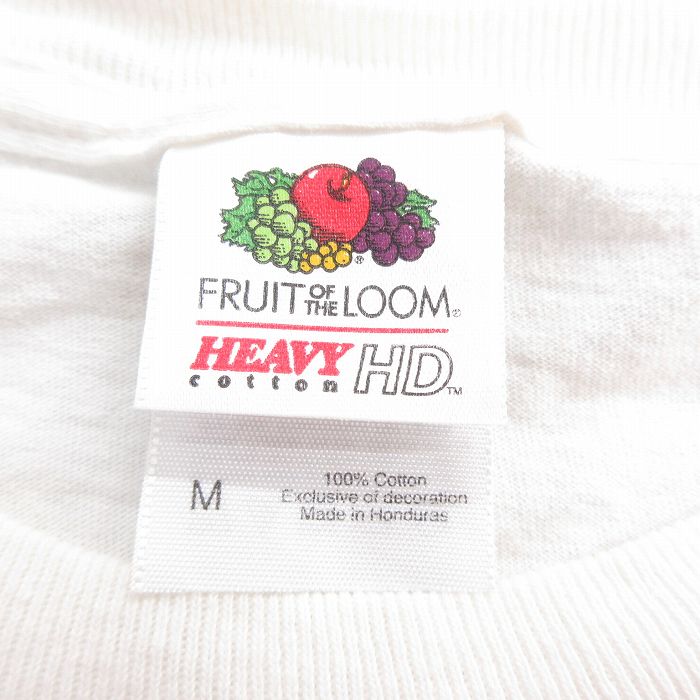 ®
FRUIT OF THE LOOM®
HEAVY cotton HD™
M
100% Cotton
Exclusive of decoration
Made in Honduras